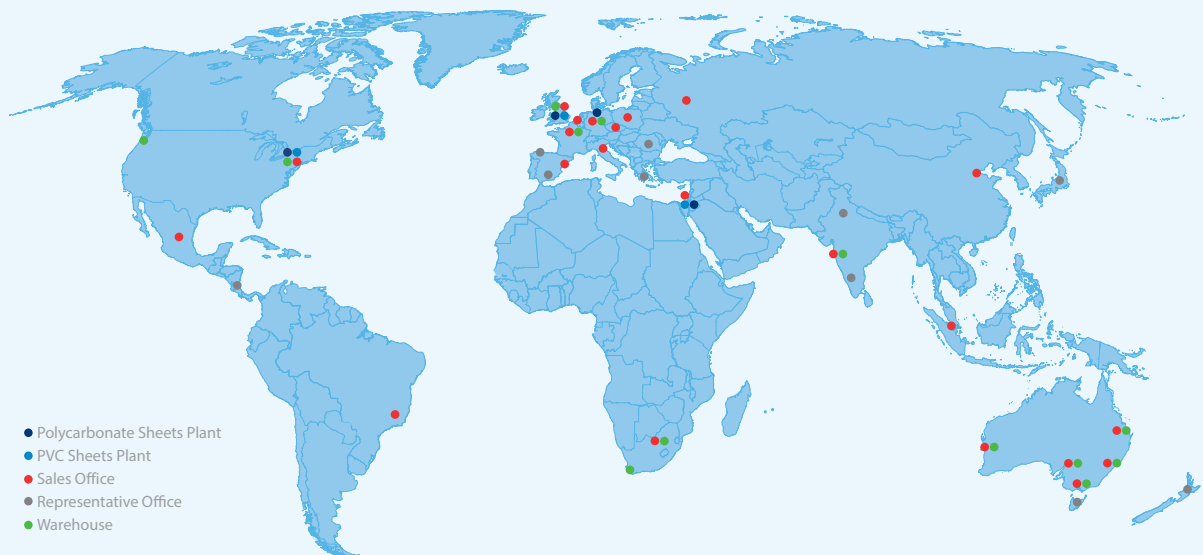 Polycarbonate Sheets Plant
PVC Sheets Plant
Sales Office
Representative Office
Warehouse